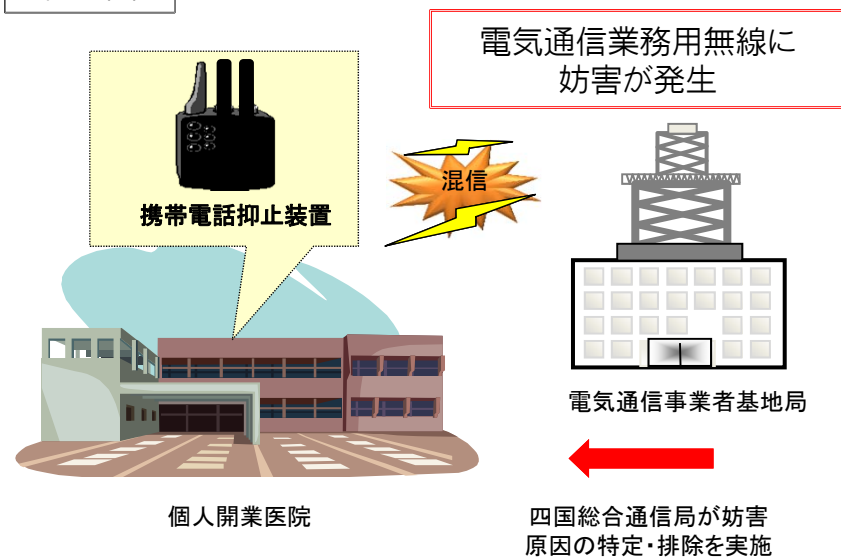 電気通信業務用無線に
妨害が発生
混信
携帯電話抑止装置
電気通信事業者基地局
個人開業医院
四国総合通信局が妨害
原因の特定・排除を実施